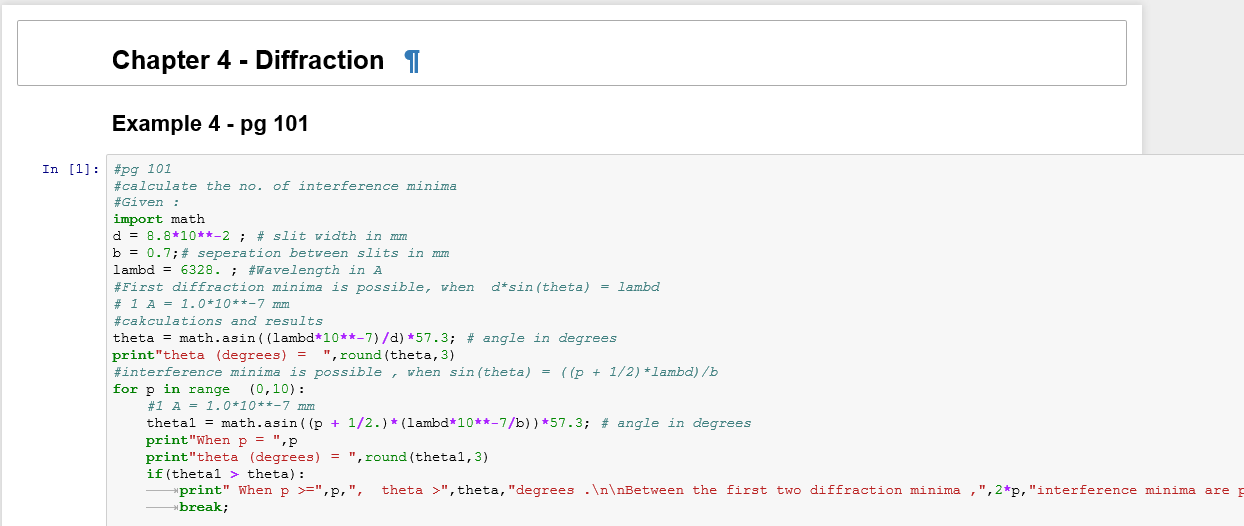 Chapter 4 - Diffraction ¶
Example 4 - pg 101
In [1]:
#pg 101
#calculate the no. of interference minima
#Given :
import math
d = 8.8*10**-2 ; # slit width in mm
b = 0.7;# seperation between slits in mm
lambd = 6328. ; #Wavelength in A
#First diffraction minima is possible, when  d*sin(theta) = lambd
# 1 A = 1.0*10**-7 mm
#cakculations and results
theta = math.asin((lambd*10**-7)/d)*57.3; # angle in degrees
print"theta (degrees) =  ",round(theta,3)
#interference minima is possible , when sin(theta) = ((p + 1/2)*lambd)/b
for p in range  (0,10):
    #1 A = 1.0*10**-7 mm
    theta1 = math.asin((p + 1/2.)*(lambd*10**-7/b))*57.3; # angle in degrees
    print"When p = ",p
    print"theta (degrees) = ",round(theta1,3)
    if(theta1 > theta):
        print" When p >=",p,",  theta >",theta,"degrees .\n\nBetween the first two diffraction minima ,",2*p,"interference minima are p
        break;